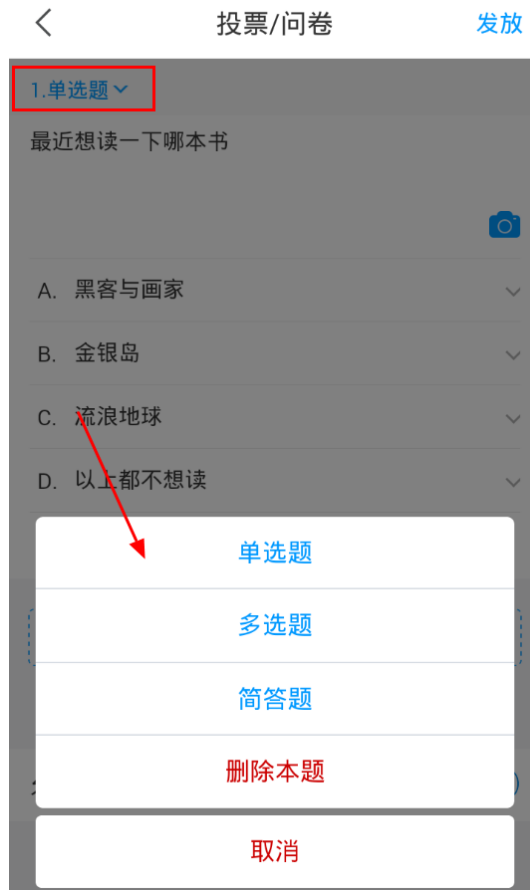 投票/问卷
发放
1.单选题
最近想读一下哪本书
A. 黑客与画家
B. 金银岛
C. 流浪地球
D. 以上都不想读
单选题
多选题
简答题
删除本题
取消